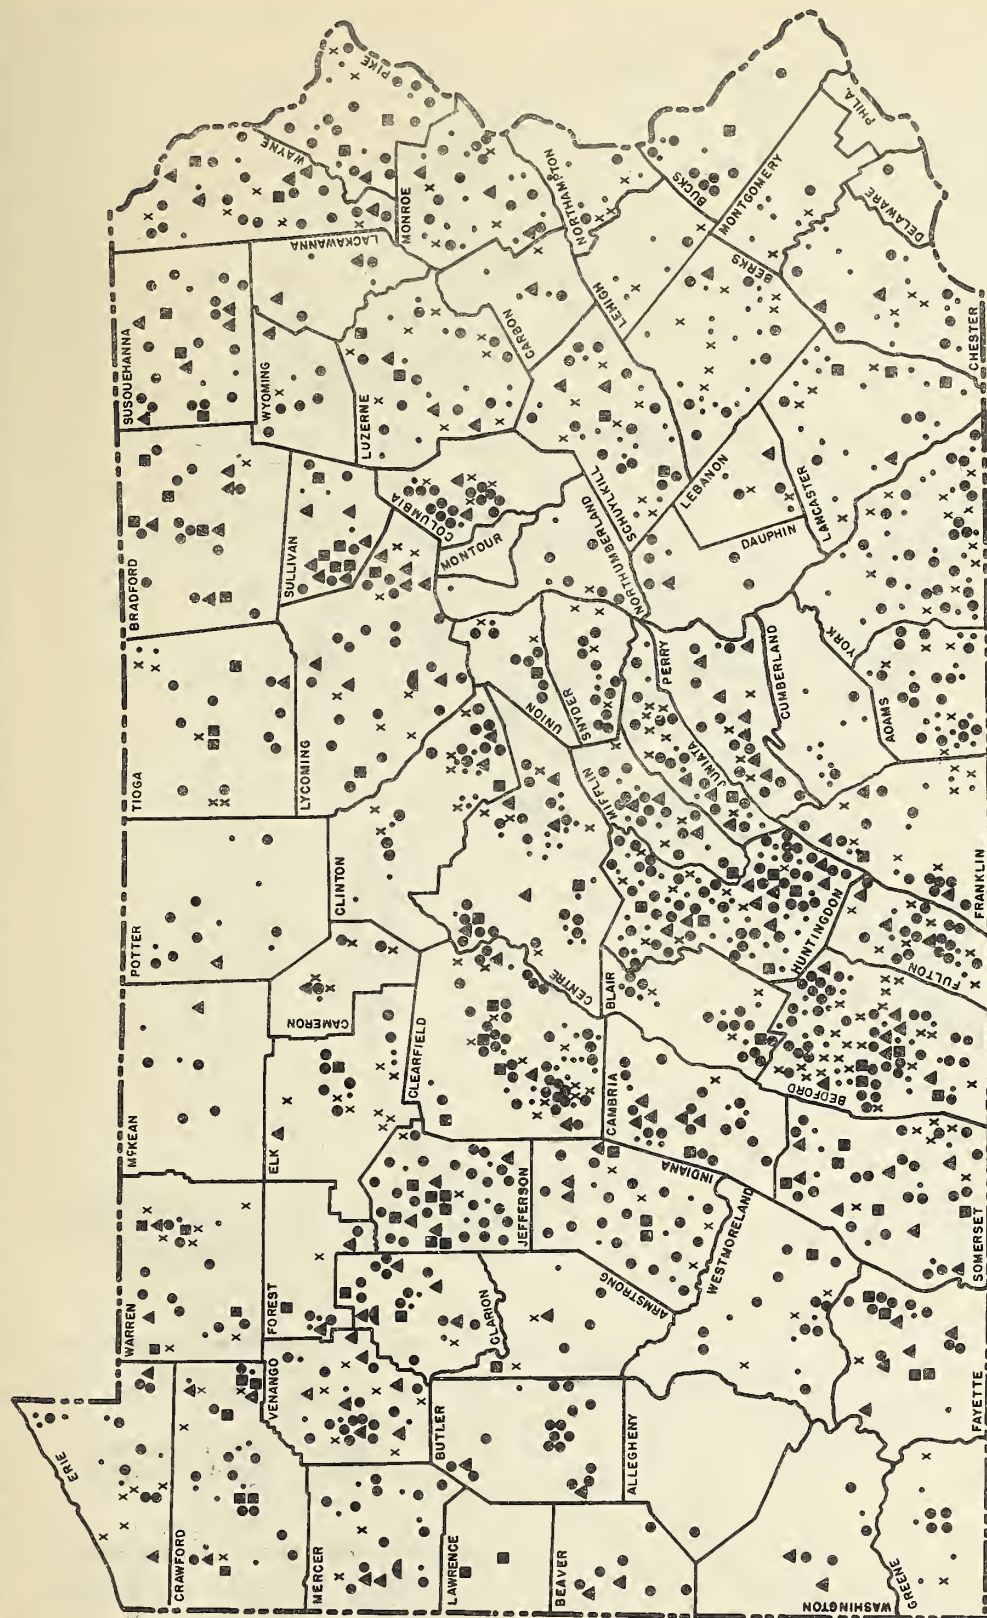 ERIE
CRAWFORD
MERCER
LAWRENCE
BEAVER
WASHINGTON
GREENE
WARREN
FOREST
VENANGO
BUTLER
CLARION
ARMSTRONG
ALLEGHENY
WESTMORELAND
FAYETTE
McKEAN
ELK
JEFFERSON
INDIANA
SOMERSET
POTTER
CAMERON
CLEARFIELD
CENTRE
CAMBRIA
BLAIR
BEDFORD
TIOGA
CLINTON
LYCOMING
UNION
SNYDER
MIFFLIN
JUNIATA
PERRY
HUNTINGDON
FULTON
FRANKLIN
BRADFORD
SULLIVAN
COLUMBIA
MONTOUR
NORTHUMBERLAND
CUMBERLAND
ADAMS
YORK
SUSQUEHANNA
WYOMING
LUZERNE
SCHUYLKILL
LEBANON
DAUPHIN
LANCASTER
LACKAWANNA
WAYNE
PIKE
MONROE
CARBON
NORTHAMPTON
LEHIGH
BERKS
BUCKS
MONTGOMERY
PHILA.
DELAWARE
CHESTER